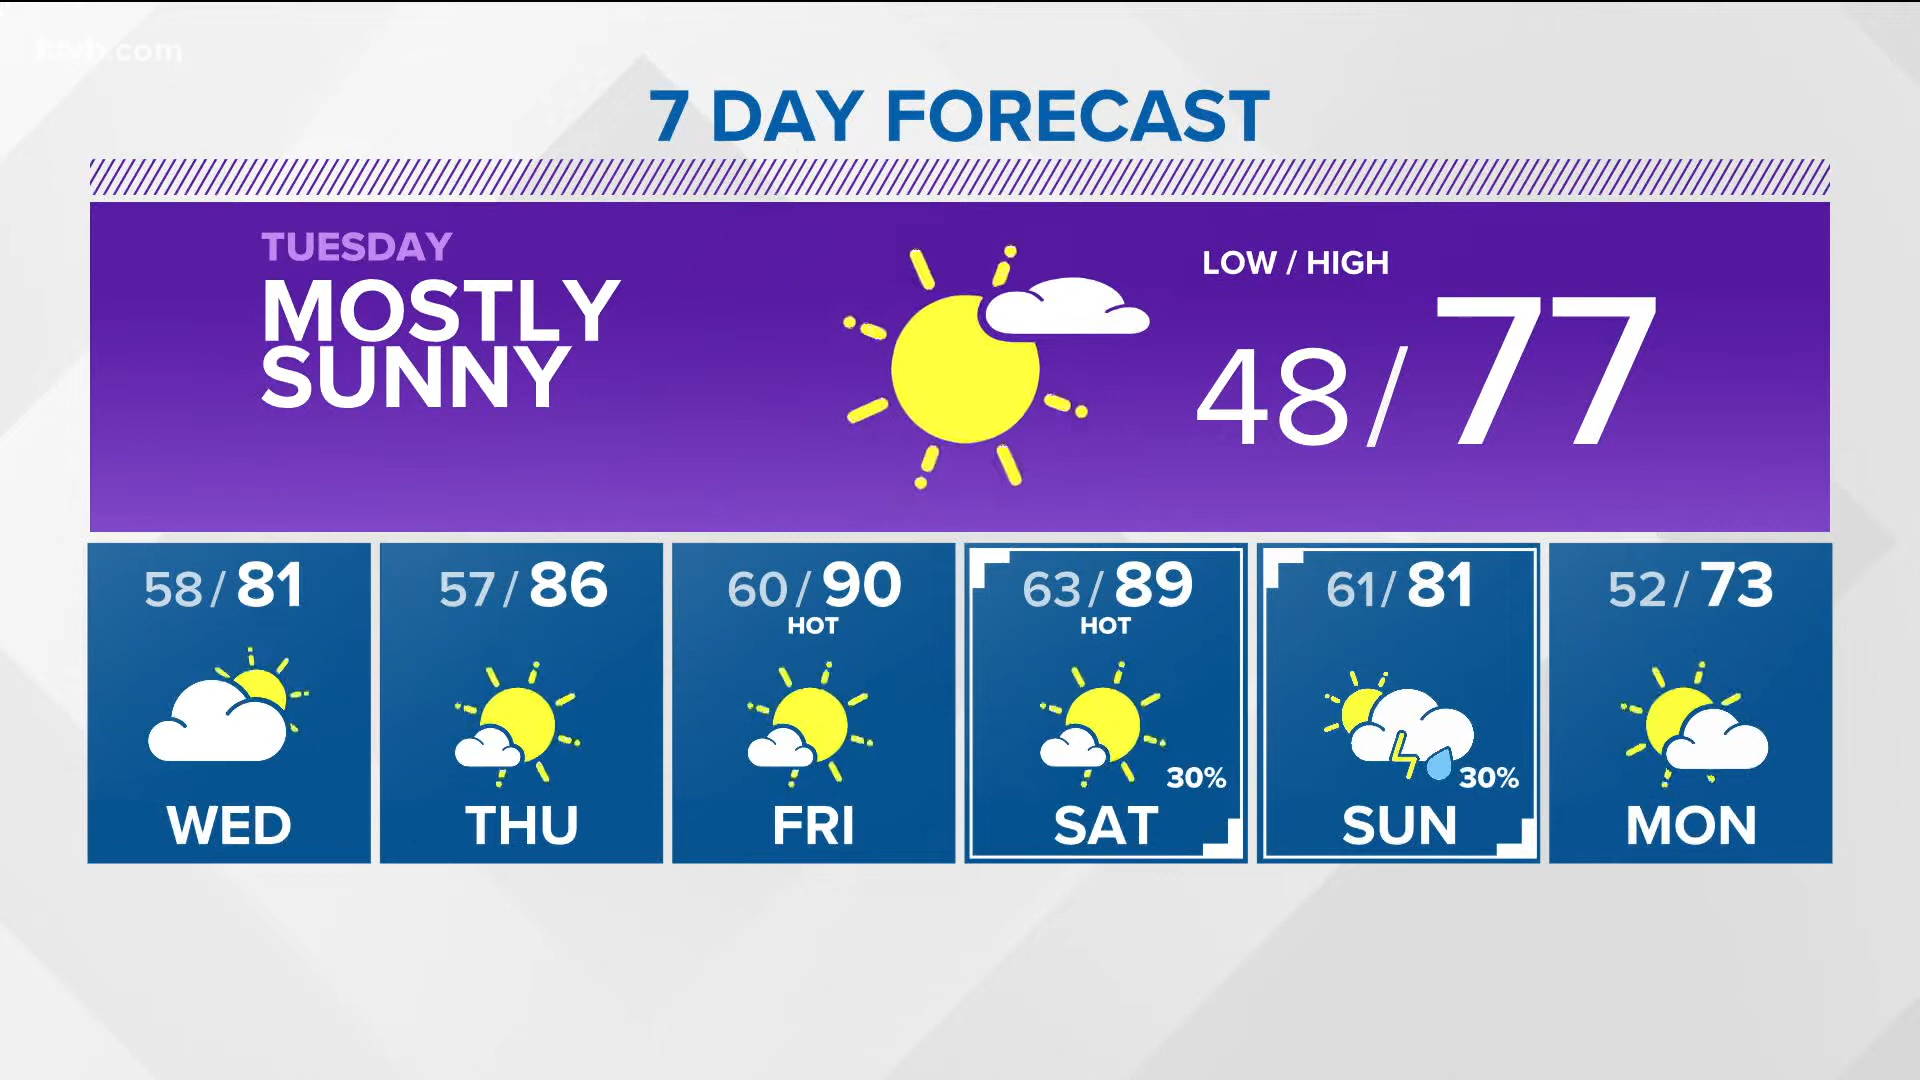 7 DAY FORECAST
TUESDAY
MOSTLY
SUNNY
LOW / HIGH
48/77
58/81
WED
57/86
THU
60/90
HOT
FRI
63/89
HOT
30%
SAT
61/81
30%
SUN
52/73
MON